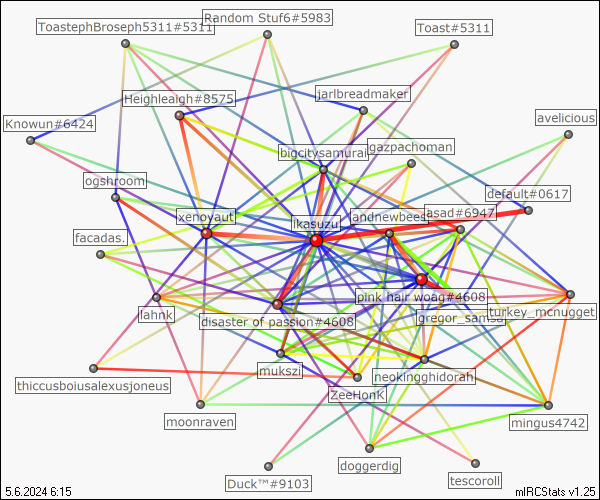 ToastephBroseph5311#5311
Random Stuf6#5983
Toast#5311
Heighleaigh#8575
jarlbreadmaker
Knowun#6424
avelicious
bigcitysamurai
gazpachoman
ogshroom
default#0617
xenoyaut
ikasuzu
andnewbees
asad#6947
facadas.
lahnk
pink hair woag#4608
disaster of passion#4608
gregor_samsa
turkey_mcnugget
mukszi
neokingghidorah
thiccusboiusalexusjoneus
ZeeHonK
moonraven
mingus4742
doggerdig
tescoroll
Duck™#9103
5.6.2024 6:15
mIRCStats v1.25